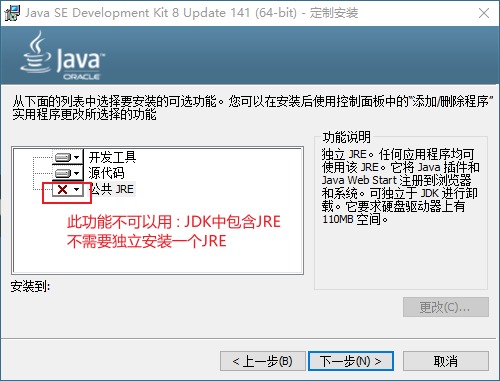 Java SE Development Kit 8 Update 141 (64-bit) - 定制安装
Java
ORACLE
从下面的列表中选择要安装的可选功能。您可以在安装后使用控制面板中的“添加/删除程序”
实用程序更改所选择的功能
开发工具
源代码
公共 JRE
此功能不可以用 : JDK中包含JRE
不需要独立安装一个JRE
功能说明
独立 JRE。任何应用程序均可
使用该 JRE。它将 Java 插件和
Java Web Start 注册到浏览器
和系统。可独立于 JDK 进行卸
载。它要求硬盘驱动器上有
110MB 空间。
安装到:
更改(C)...
< 上一步(B)
下一步(N) >
取消